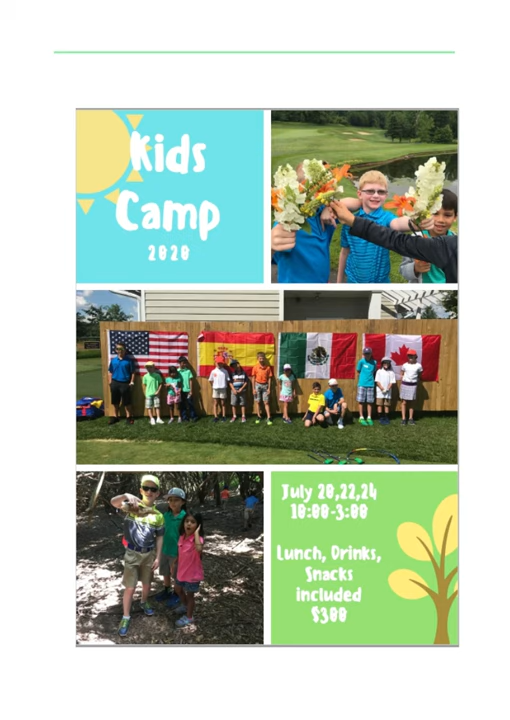 Kids
Camp
2020
July 20,22,24
10:00-3:00
Lunch, Drinks,
Snacks
included
$300